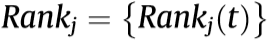 Rank_j = {Rank_j(t)}